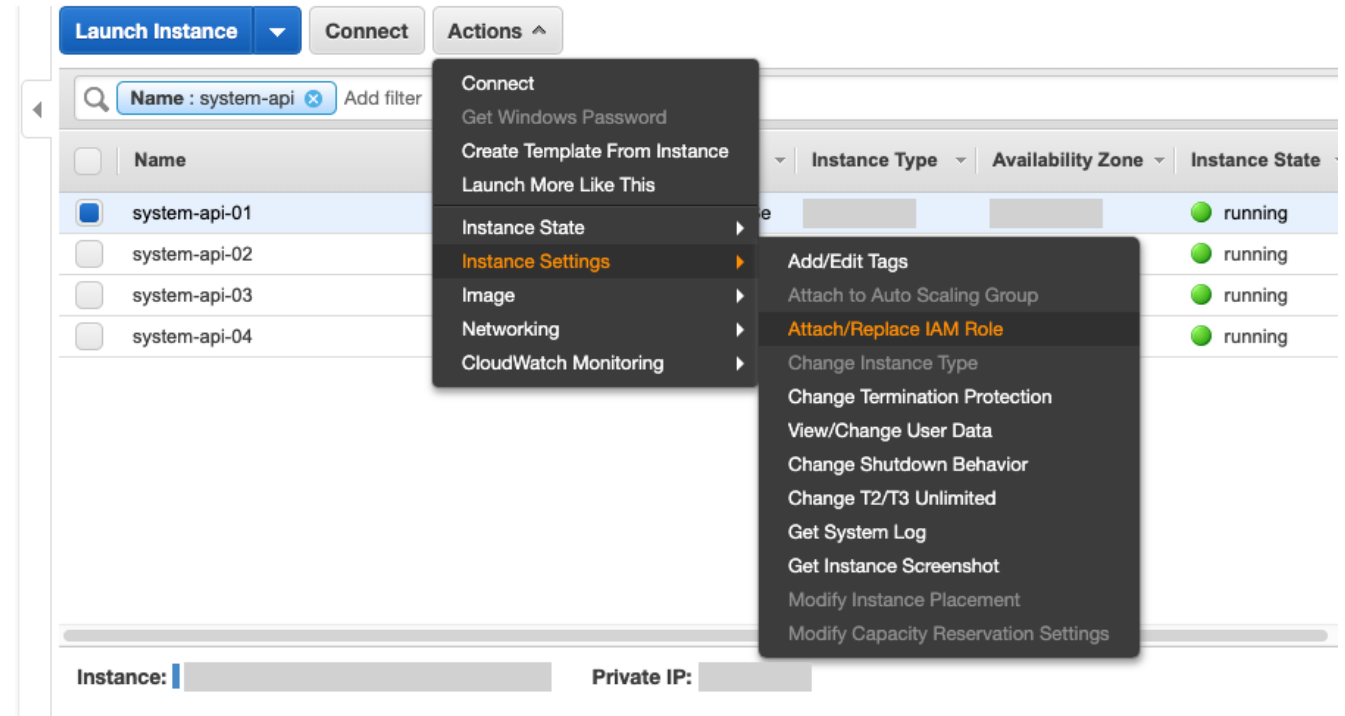 Launch Instance Connect Actions
Name : system-api Add filter
Name Instance Type Availability Zone Instance State
system-api-01 running
system-api-02 running
system-api-03 running
system-api-04 running
Connect
Get Windows Password
Create Template From Instance
Launch More Like This
Instance State
Instance Settings
Image
Networking
CloudWatch Monitoring
Add/Edit Tags
Attach to Auto Scaling Group
Attach/Replace IAM Role
Change Instance Type
Change Termination Protection
View/Change User Data
Change Shutdown Behavior
Change T2/T3 Unlimited
Get System Log
Get Instance Screenshot
Modify Instance Placement
Modify Capacity Reservation Settings
Instance: Private IP: